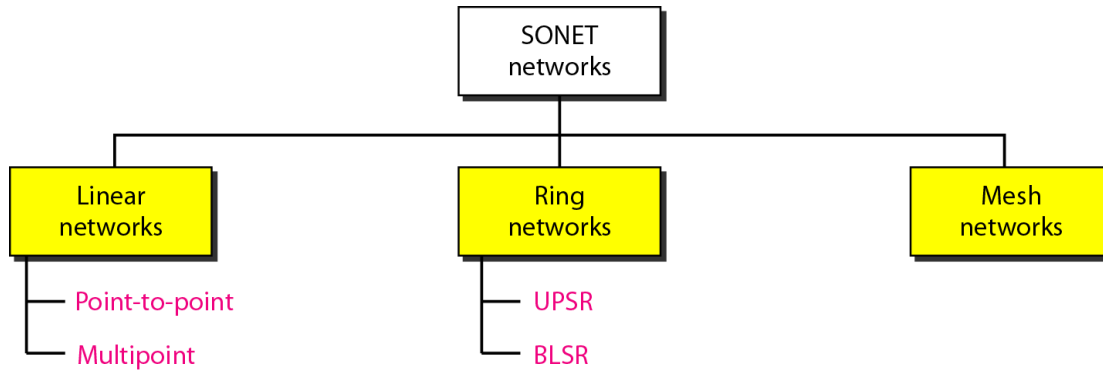 SONET
networks
Linear
networks
Ring
networks
Mesh
networks
Point-to-point
UPSR
Multipoint
BLSR